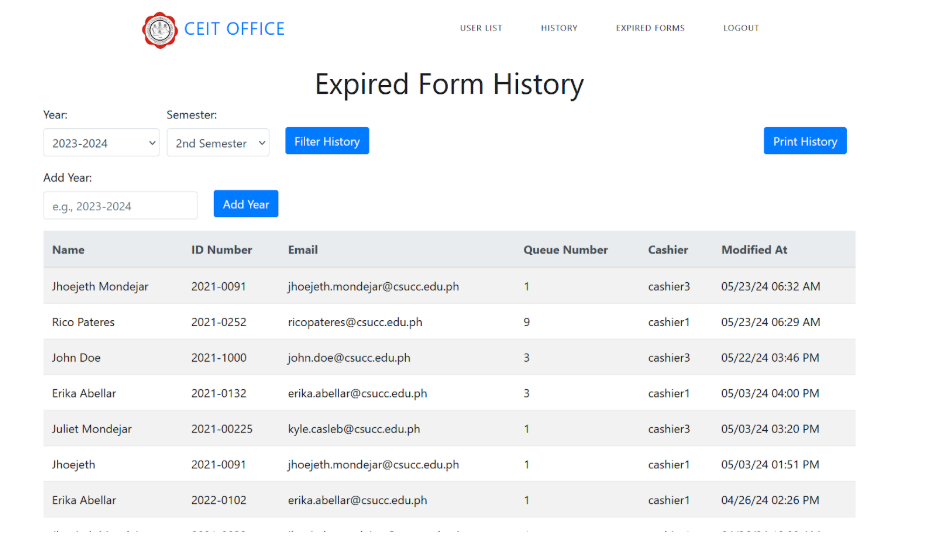 CEIT OFFICE USER LIST HISTORY EXPIRED FORMS LOGOUT
Expired Form History
Year: Semester:
2023-2024 2nd Semester Filter History Print History
Add Year:
e.g., 2023-2024 Add Year
Name ID Number Email Queue Number Cashier Modified At
Jhoejeth Mondejar 2021-0091 jhoejeth.mondejar@csucc.edu.ph 1 cashier3 05/23/24 06:32 AM
Rico Pateres 2021-0252 ricopateres@csucc.edu.ph 9 cashier1 05/23/24 06:29 AM
John Doe 2021-1000 john.doe@csucc.edu.ph 3 cashier3 05/22/24 03:46 PM
Erika Abellar 2021-0132 erika.abellar@csucc.edu.ph 3 cashier1 05/03/24 04:00 PM
Juliet Mondejar 2021-00225 kyle.casleb@csucc.edu.ph 1 cashier3 05/03/24 03:20 PM
Jhoejeth 2021-0091 jhoejeth.mondejar@csucc.edu.ph 1 cashier1 05/03/24 01:51 PM
Erika Abellar 2022-0102 erika.abellar@csucc.edu.ph 1 cashier1 04/26/24 02:26 PM